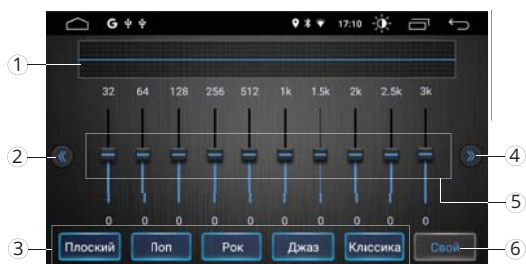 G 17:10
1
32 64 128 256 512 1k 1.5k 2k 2.5k 3k
2 4
5
0 0 0 0 0 0 0 0 0 0
3 Плоский Поп Рок Джаз Классика Свой 6